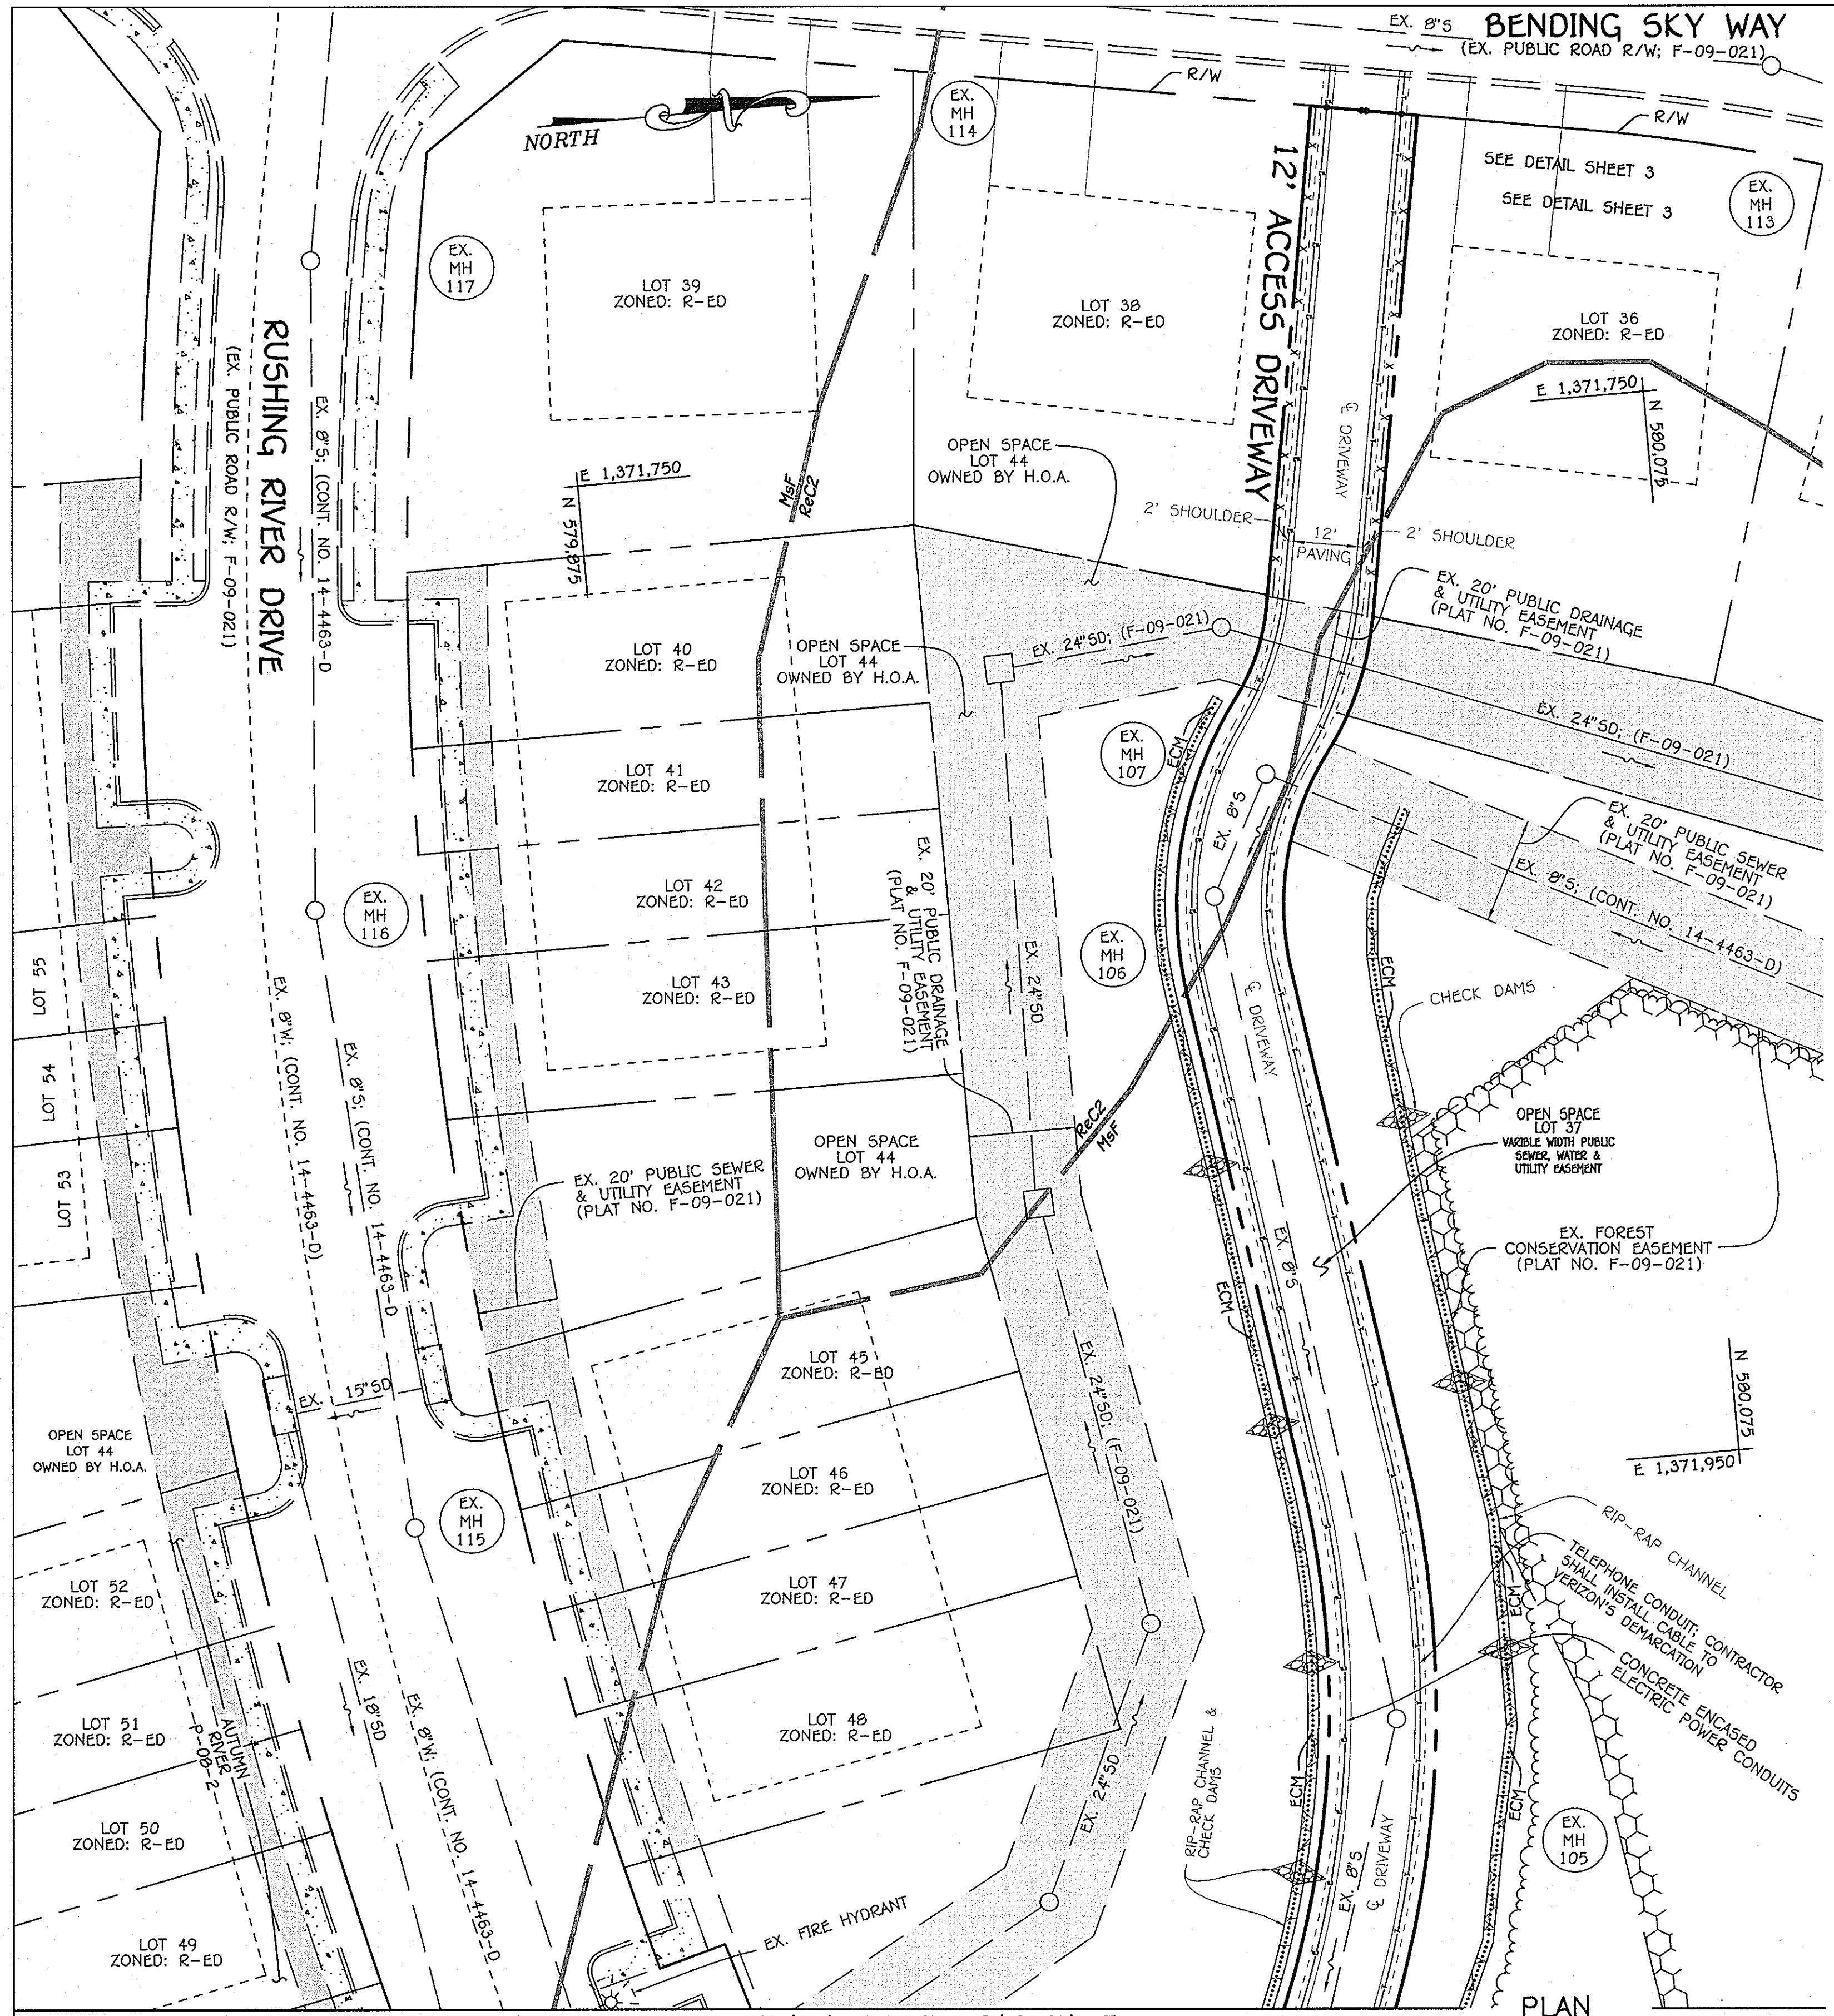 EX. 8"S
BENDING SKY WAY
(EX. PUBLIC ROAD R/W; F-09-021)
R/W
R/W
NORTH
EX.
MH
114
EX.
MH
117
12' ACCESS DRIVEWAY
SEE DETAIL SHEET 3
SEE DETAIL SHEET 3
EX.
MH
113
LOT 39
ZONED: R-ED
LOT 38
ZONED: R-ED
LOT 36
ZONED: R-ED
RUSHING RIVER DRIVE
(EX. PUBLIC ROAD R/W; F-09-021)
EX. 8"S; (CONT. NO. 14-4463-D
E 1,371,750
N 579,875
E 1,371,750
N 580,075
MsF
ReC2
OPEN SPACE
LOT 44
OWNED BY H.O.A.
℄ DRIVEWAY
2' SHOULDER
12'
PAVING
2' SHOULDER
EX. 20' PUBLIC DRAINAGE
& UTILITY EASEMENT
(PLAT NO. F-09-021)
LOT 40
ZONED: R-ED
OPEN SPACE
LOT 44
OWNED BY H.O.A.
EX. 24"SD; (F-09-021)
EX. 24"SD; (F-09-021)
LOT 41
ZONED: R-ED
EX.
MH
107
ECM
EX. 8"S
EX. 20' PUBLIC SEWER
& UTILITY EASEMENT
(PLAT NO. F-09-021)
EX. 8"S; (CONT. NO. 14-4463-D)
LOT 42
ZONED: R-ED
EX. 20' PUBLIC DRAINAGE
& UTILITY EASEMENT
(PLAT NO. F-09-021)
EX.
MH
116
EX.
MH
106
EX. 24"SD
LOT 43
ZONED: R-ED
℄ DRIVEWAY
ECM
CHECK DAMS
LOT 55
LOT 54
LOT 53
EX. 8"W; (CONT. NO. 14-4463-D)
EX. 8"S; (CONT. NO. 14-4463-D
ReC2
MsF
OPEN SPACE
LOT 37
VARIBLE WIDTH PUBLIC
SEWER, WATER &
UTILITY EASEMENT
OPEN SPACE
LOT 44
OWNED BY H.O.A.
EX. 20' PUBLIC SEWER
& UTILITY EASEMENT
(PLAT NO. F-09-021)
EX. FOREST
CONSERVATION EASEMENT
(PLAT NO. F-09-021)
EX. 8"S
ECM
LOT 45
ZONED: R-ED
EX. 24"SD; (F-09-021)
EX. 15"SD
N 580,075
E 1,371,950
OPEN SPACE
LOT 44
OWNED BY H.O.A.
LOT 46
ZONED: R-ED
EX.
MH
115
RIP-RAP CHANNEL
TELEPHONE CONDUIT; CONTRACTOR
SHALL INSTALL CABLE TO
VERIZON'S DEMARCATION
ECM
LOT 52
ZONED: R-ED
LOT 47
ZONED: R-ED
CONCRETE ENCASED
ELECTRIC POWER CONDUITS
EX. 18"SD
EX. 8"W; (CONT. NO. 14-4463-D
LOT 51
ZONED: R-ED
AUTUMN
RIVER
P-08-2
LOT 48
ZONED: R-ED
EX. 24"SD
RIP-RAP CHANNEL &
CHECK DAMS
ECM
ECM
LOT 50
ZONED: R-ED
EX.
MH
105
EX. 8"S
℄ DRIVEWAY
LOT 49
ZONED: R-ED
EX. FIRE HYDRANT
PLAN